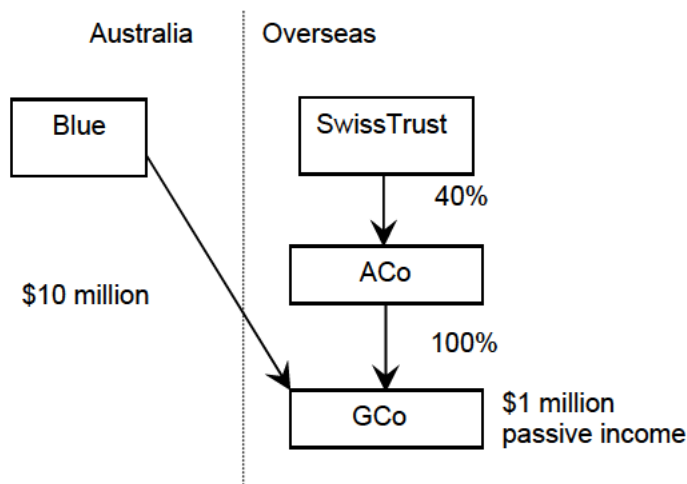 Australia
Overseas
Blue
SwissTrust
40%
ACo
$10 million
100%
GCo
$1 million
passive income